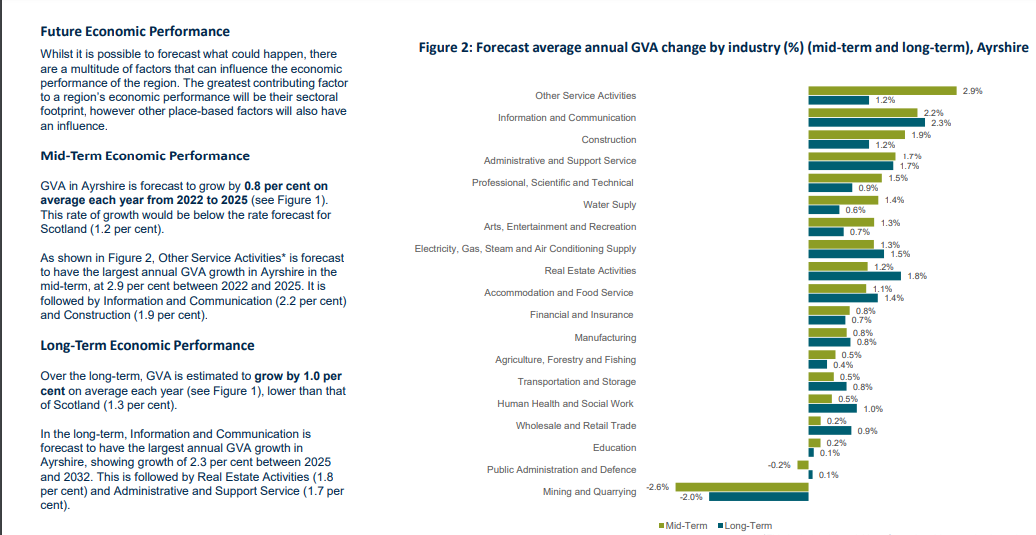 Future Economic Performance
Whilst it is possible to forecast what could happen, there
are a multitude of factors that can influence the economic
performance of the region. The greatest contributing factor
to a region's economic performance will be their sectoral
footprint, however other place-based factors will also have
an influence.
Mid-Term Economic Performance
GVA in Ayrshire is forecast to grow by 0.8 per cent on
average each year from 2022 to 2025 (see Figure 1).
This rate of growth would be below the rate forecast for
Scotland (1.2 per cent).
As shown in Figure 2, Other Service Activities* is forecast
to have the largest annual GVA growth in Ayrshire in the
mid-term, at 2.9 per cent between 2022 and 2025. It is
followed by Information and Communication (2.2 per cent)
and Construction (1.9 per cent).
Long-Term Economic Performance
Over the long-term, GVA is estimated to grow by 1.0 per
cent on average each year (see Figure 1), lower than that
of Scotland (1.3 per cent).
In the long-term, Information and Communication is
forecast to have the largest annual GVA growth in
Ayrshire, showing growth of 2.3 per cent between 2025
and 2032. This is followed by Real Estate Activities (1.8
per cent) and Administrative and Support Service (1.7 per
cent).
Figure 2: Forecast average annual GVA change by industry (%) (mid-term and long-term), Ayrshire
Other Service Activities 2.9%
1.2%
Information and Communication 2.2%
2.3%
Construction 1.9%
1.2%
Administrative and Support Service 1.7%
1.7%
Professional, Scientific and Technical 1.5%
0.9%
Water Suply 1.4%
0.6%
Arts, Entertainment and Recreation 1.3%
0.7%
Electricity, Gas, Steam and Air Conditioning Supply 1.3%
1.5%
Real Estate Activities 1.2%
1.8%
Accommodation and Food Service 1.1%
1.4%
Financial and Insurance 0.8%
0.7%
Manufacturing 0.8%
0.8%
Agriculture, Forestry and Fishing 0.5%
0.4%
Transportation and Storage 0.5%
0.8%
Human Health and Social Work 0.5%
1.0%
Wholesale and Retail Trade 0.2%
0.9%
Education 0.2%
0.1%
Public Administration and Defence -0.2%
0.1%
Mining and Quarrying -2.6%
-2.0%
Mid-Term Long-Term